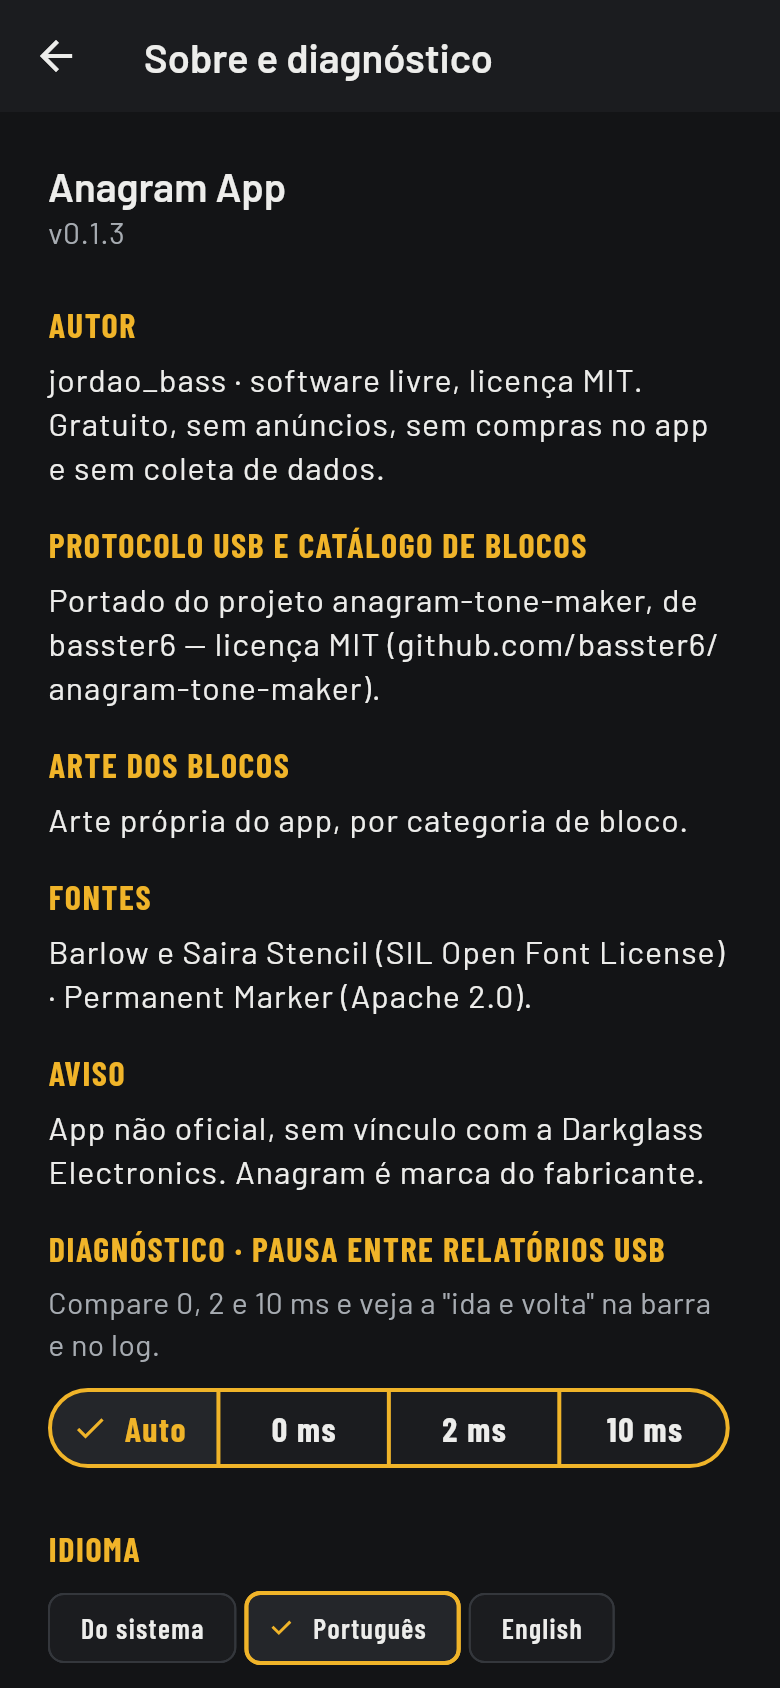 Sobre e diagnóstico
Anagram App
v0.1.3
AUTOR
jordao_bass · software livre, licença MIT.
Gratuito, sem anúncios, sem compras no app
e sem coleta de dados.
PROTOCOLO USB E CATÁLOGO DE BLOCOS
Portado do projeto anagram-tone-maker, de
basster6 — licença MIT (github.com/basster6/
anagram-tone-maker).
ARTE DOS BLOCOS
Arte própria do app, por categoria de bloco.
FONTES
Barlow e Saira Stencil (SIL Open Font License)
· Permanent Marker (Apache 2.0).
AVISO
App não oficial, sem vínculo com a Darkglass
Electronics. Anagram é marca do fabricante.
DIAGNÓSTICO · PAUSA ENTRE RELATÓRIOS USB
Compare 0, 2 e 10 ms e veja a "ida e volta" na barra
e no log.
Auto 0 ms 2 ms 10 ms
IDIOMA
Do sistema Português English